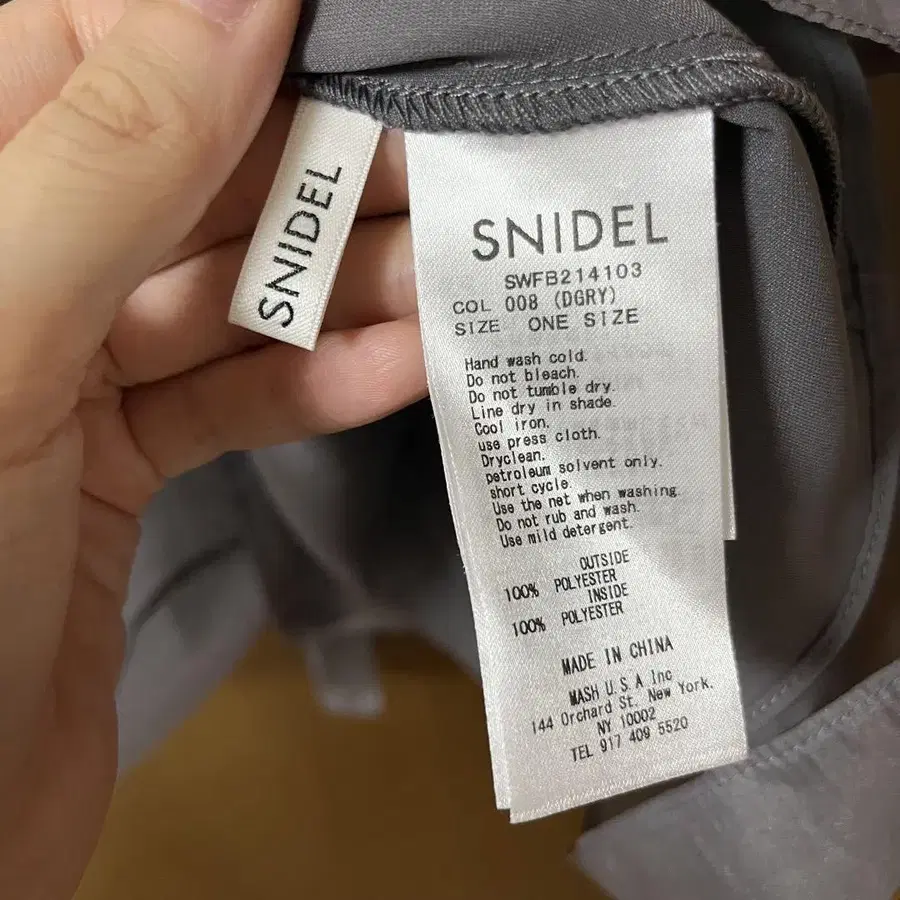 SNIDEL
SNIDEL
SWFB214103
COL 008 (DGRY)
SIZE ONE SIZE
Hand wash cold.
Do not bleach.
Do not tumble dry.
Line dry in shade.
Cool iron.
use press cloth.
Dryclean.
petroleum solvent only.
short cycle.
Use the net when washing.
Do not rub and wash.
Use mild detergent.
OUTSIDE
100% POLYESTER
INSIDE
100% POLYESTER
MADE IN CHINA
MASH U.S.A Inc
144 Orchard St. New York.
NY 10002
TEL 917 409 5520